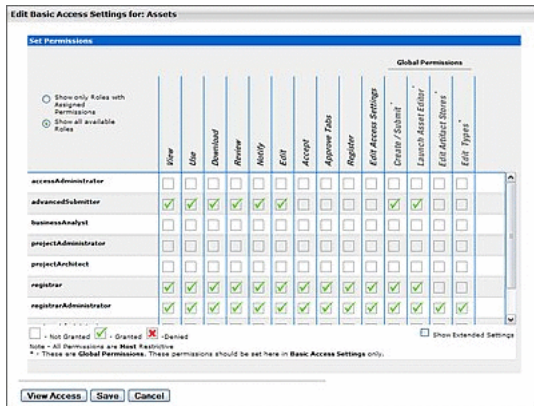 Edit Basic Access Settings for: Assets
Set Permissions
Global Permissions
Show only Roles with
Assigned
Permissions
Show all available
Roles
View
Use
Download
Review
Notify
Edit
Accept
Approve Tabs
Register
Edit Access Settings
Create / Submit *
Launch Asset Editor *
Edit Artifact Stores *
Edit Types *
accessAdministrator
advancedSubmitter
businessAnalyst
projectAdministrator
projectArchitect
registrar
registrarAdministrator
- Not Granted - Granted -Denied
Show Extended Settings
Note - All Permissions are Most Restrictive
* - These are Global Permissions. These permissions should be set here in Basic Access Settings only.
View Access Save Cancel